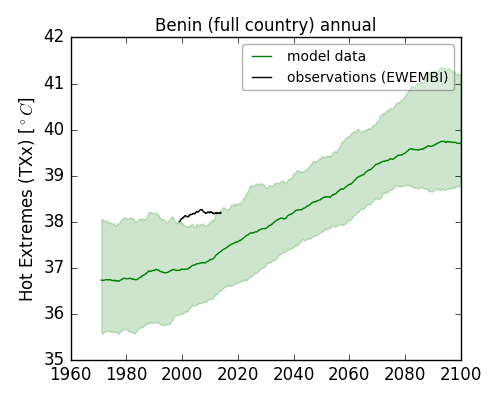 Benin (full country) annual
Hot Extremes (TXx) [°C]
model data
observations (EWEMBI)
42
41
40
39
38
37
36
35
1960 1980 2000 2020 2040 2060 2080 2100